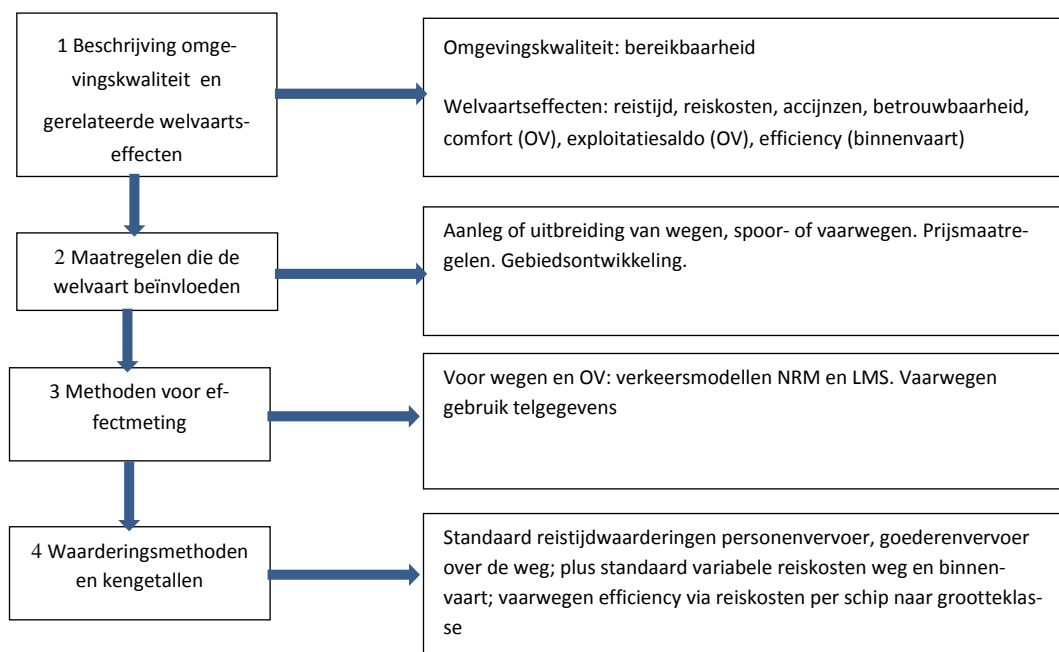 1 Beschrijving omge-
vingskwaliteit en
gerelateerde welvaarts-
effecten
Omgevingskwaliteit: bereikbaarheid
Welvaartseffecten: reistijd, reiskosten, accijnzen, betrouwbaarheid,
comfort (OV), exploitatiesaldo (OV), efficiency (binnenvaart)
2 Maatregelen die de
welvaart beïnvloeden
Aanleg of uitbreiding van wegen, spoor- of vaarwegen. Prijsmaatre-
gelen. Gebiedsontwikkeling.
3 Methoden voor ef-
fectmeting
Voor wegen en OV: verkeersmodellen NRM en LMS. Vaarwegen
gebruik telgegevens
4 Waarderingsmethoden
en kengetallen
Standaard reistijdwaarderingen personenvervoer, goederenvervoer
over de weg; plus standaard variabele reiskosten weg en binnen-
vaart; vaarwegen efficiency via reiskosten per schip naar grootteklas-
se